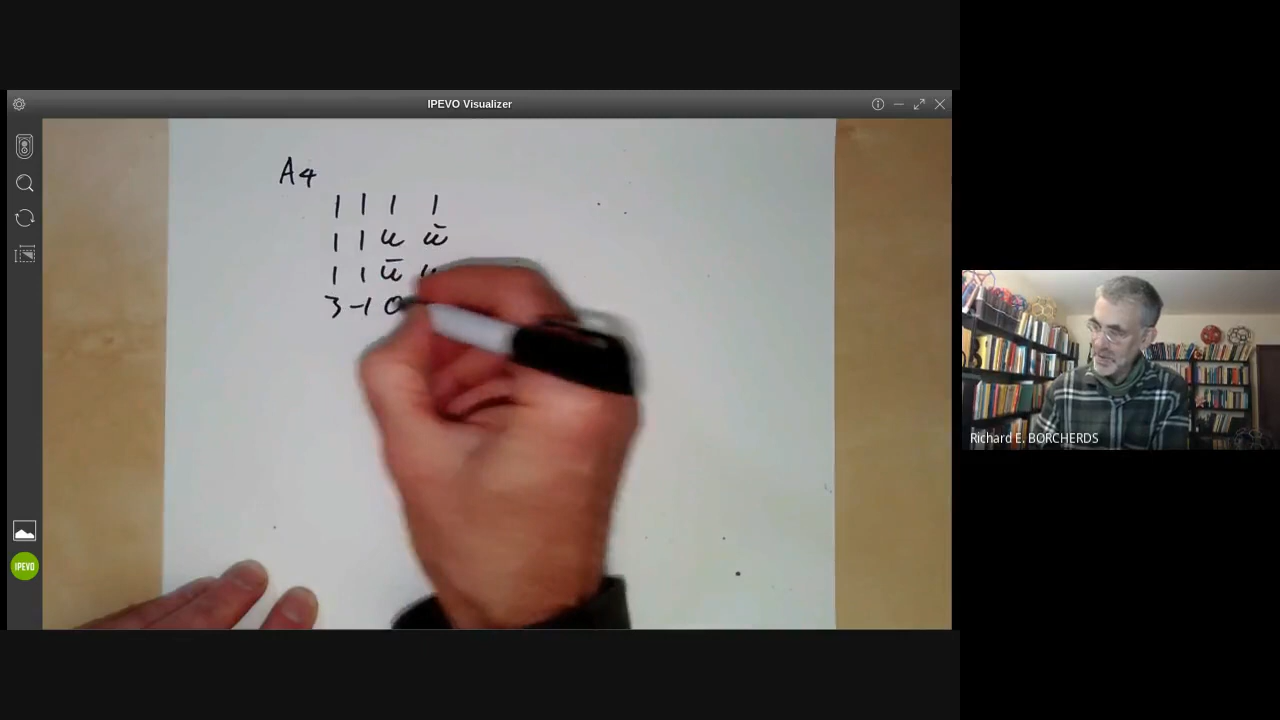 IPEVO Visualizer
A4
1 1 1 1
1 1 ω ω̄
1 1 ω̄
3 -1 0
Richard E. BORCHERDS
IPEVO